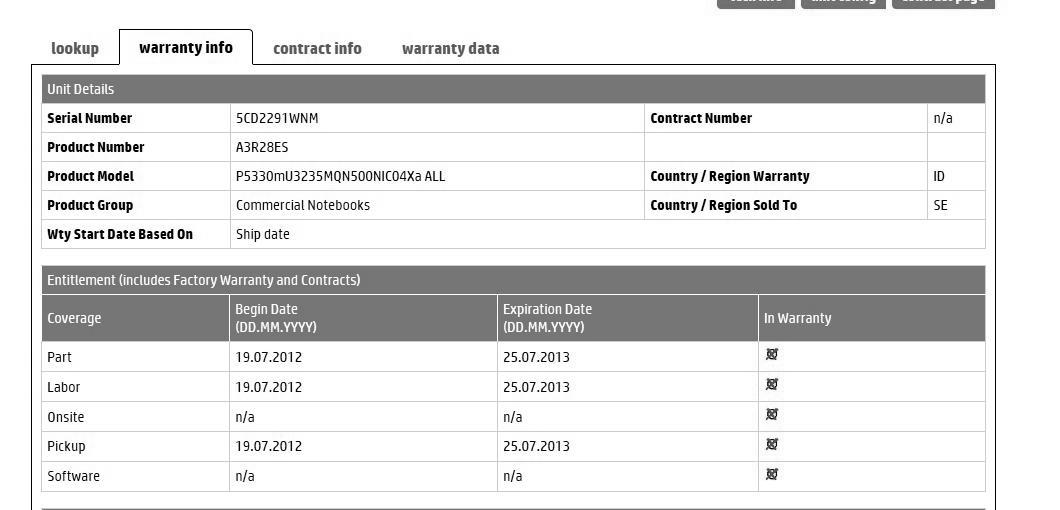 lookup warranty info contract info warranty data
Unit Details
Serial Number 5CD2291WNM Contract Number n/a
Product Number A3R28ES
Product Model P5330mU3235MQN500NIC04Xa ALL Country / Region Warranty ID
Product Group Commercial Notebooks Country / Region Sold To SE
Wty Start Date Based On Ship date
Entitlement (includes Factory Warranty and Contracts)
Coverage Begin Date (DD.MM.YYYY) Expiration Date (DD.MM.YYYY) In Warranty
Part 19.07.2012 25.07.2013
Labor 19.07.2012 25.07.2013
Onsite n/a n/a
Pickup 19.07.2012 25.07.2013
Software n/a n/a